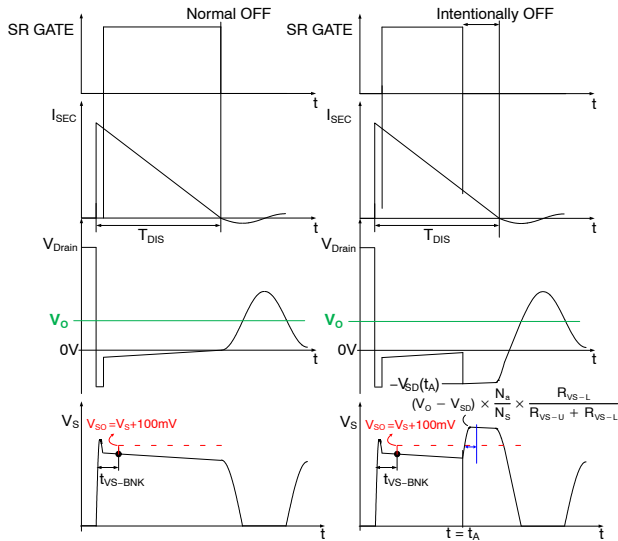 Normal OFF
SR GATE
t
I_SEC
t
T_DIS
V_Drain
V_O
0V
t
V_S
V_SO=V_S+100mV
t_VS-BNK
t
Intentionally OFF
SR GATE
t
I_SEC
t
T_DIS
V_Drain
V_O
0V
t
-V_SD(t_A)
(V_O - V_SD) × N_a/N_S × R_VS-L/(R_VS-U + R_VS-L)
V_S
V_SO=V_S+100mV
t_VS-BNK
t
t = t_A